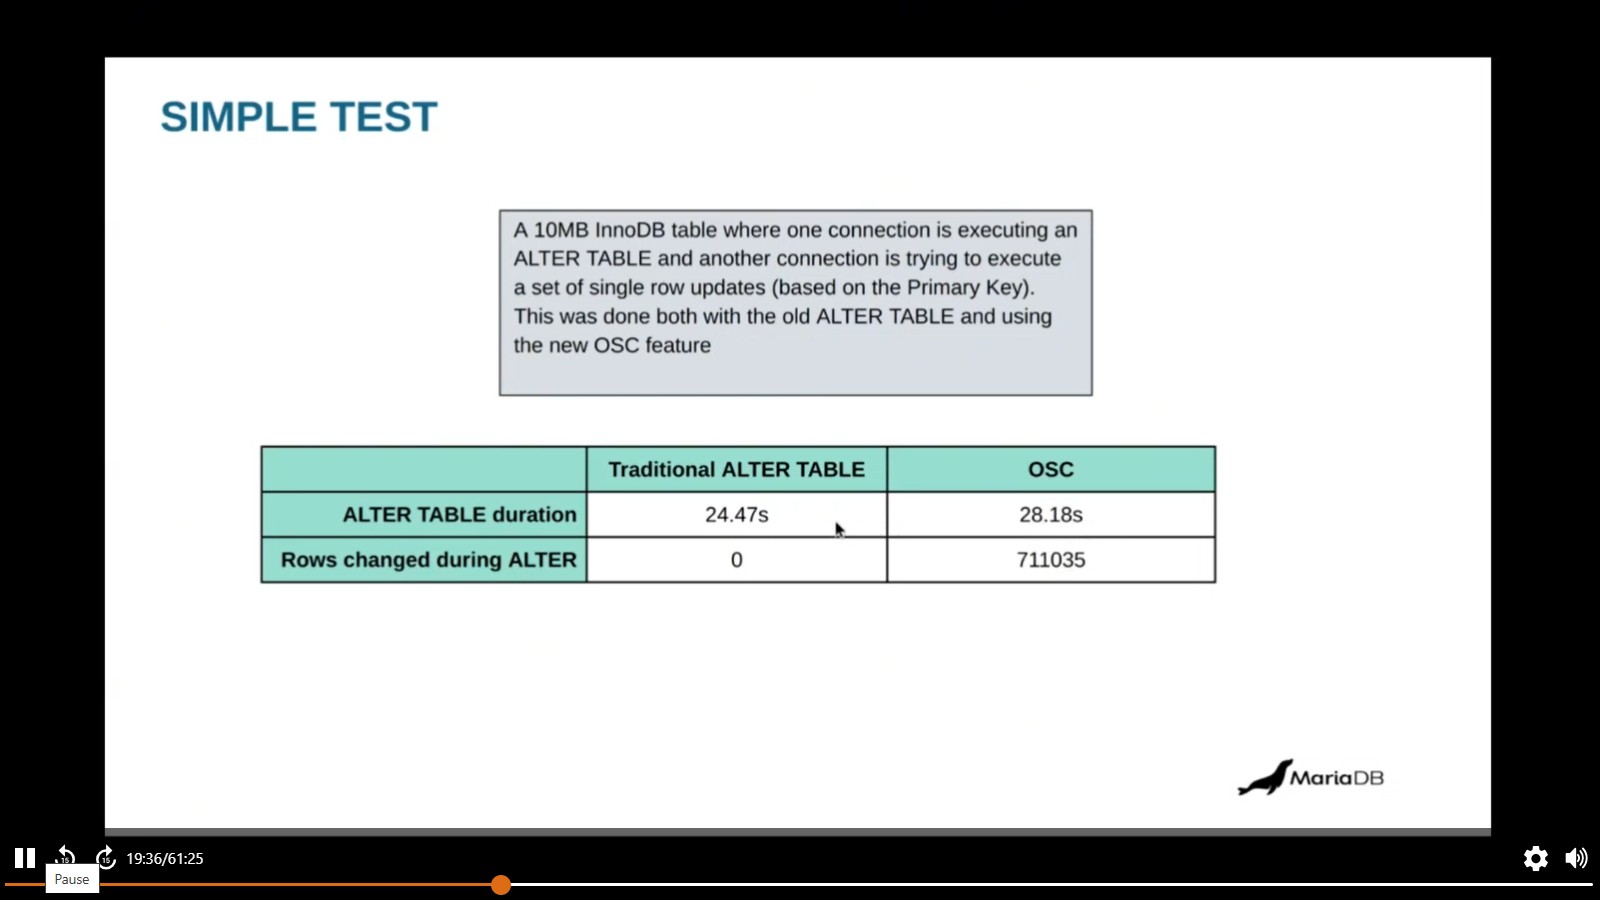 SIMPLE TEST
A 10MB InnoDB table where one connection is executing an
ALTER TABLE and another connection is trying to execute
a set of single row updates (based on the Primary Key).
This was done both with the old ALTER TABLE and using
the new OSC feature
Traditional ALTER TABLE OSC
ALTER TABLE duration 24.47s 28.18s
Rows changed during ALTER 0 711035
MariaDB
15 15 19:36/61:25
Pause